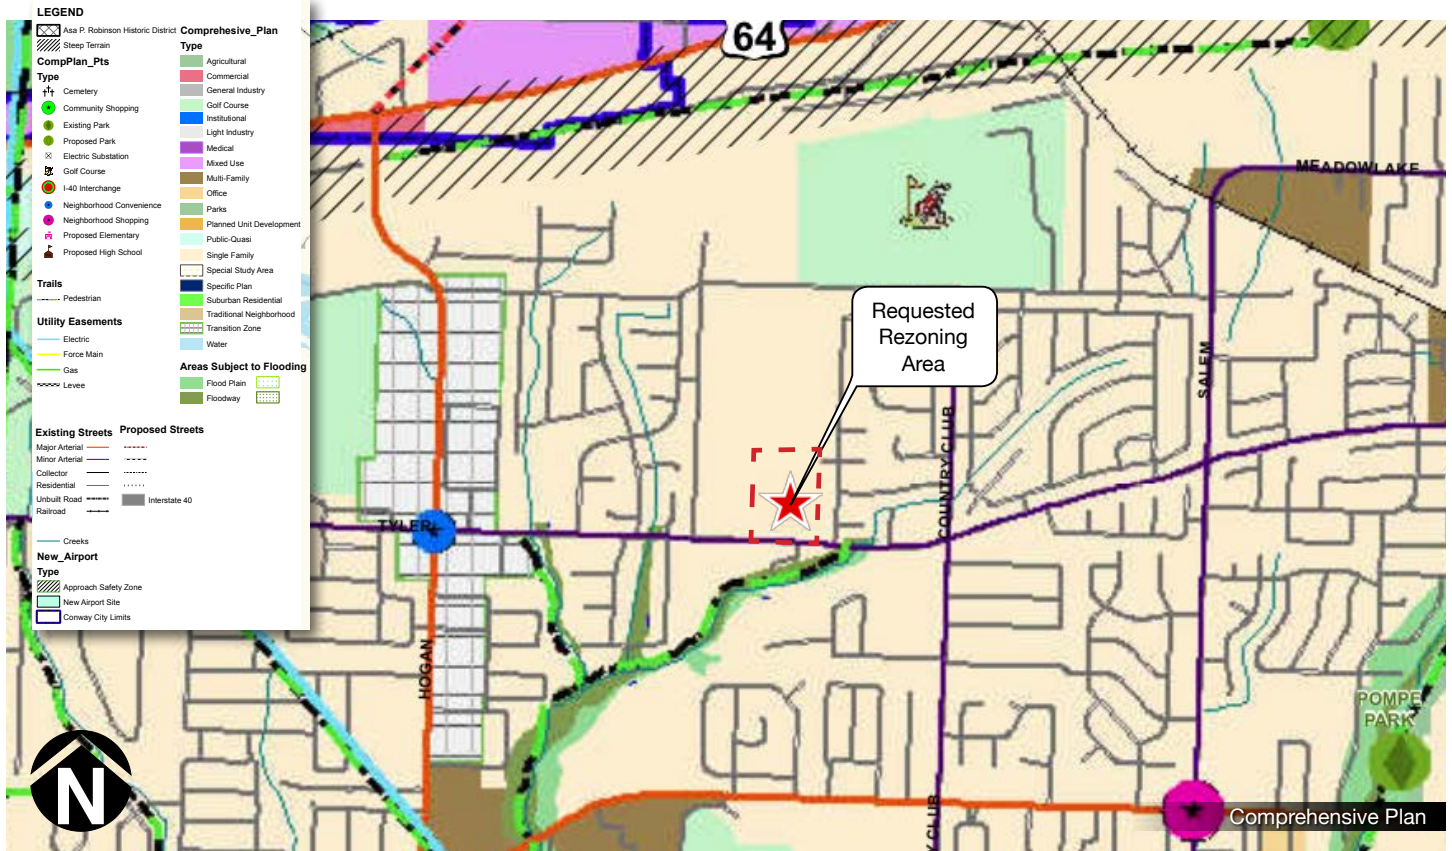 LEGEND
Asa P. Robinson Historic District
Steep Terrain
CompPlan_Pts
Type
Cemetery
Community Shopping
Existing Park
Proposed Park
Electric Substation
Golf Course
I-40 Interchange
Neighborhood Convenience
Neighborhood Shopping
Proposed Elementary
Proposed High School
Trails
Pedestrian
Utility Easements
Electric
Force Main
Gas
Levee
Comprehesive_Plan
Type
Agricultural
Commercial
General Industry
Golf Course
Institutional
Light Industry
Medical
Mixed Use
Multi-Family
Office
Parks
Planned Unit Development
Public-Quasi
Single Family
Special Study Area
Specific Plan
Suburban Residential
Traditional Neighborhood
Transition Zone
Water
Areas Subject to Flooding
Flood Plain
Floodway
Existing Streets
Proposed Streets
Major Arterial
Minor Arterial
Collector
Residential
Unbuilt Road
Interstate 40
Railroad
Creeks
New_Airport
Type
Approach Safety Zone
New Airport Site
Conway City Limits
N
64
MEADOWLAKE
Requested
Rezoning
Area
SALEM
COUNTRY CLUB
TYLER
HOGAN
POMPE
PARK
Y CLUB
Comprehensive Plan